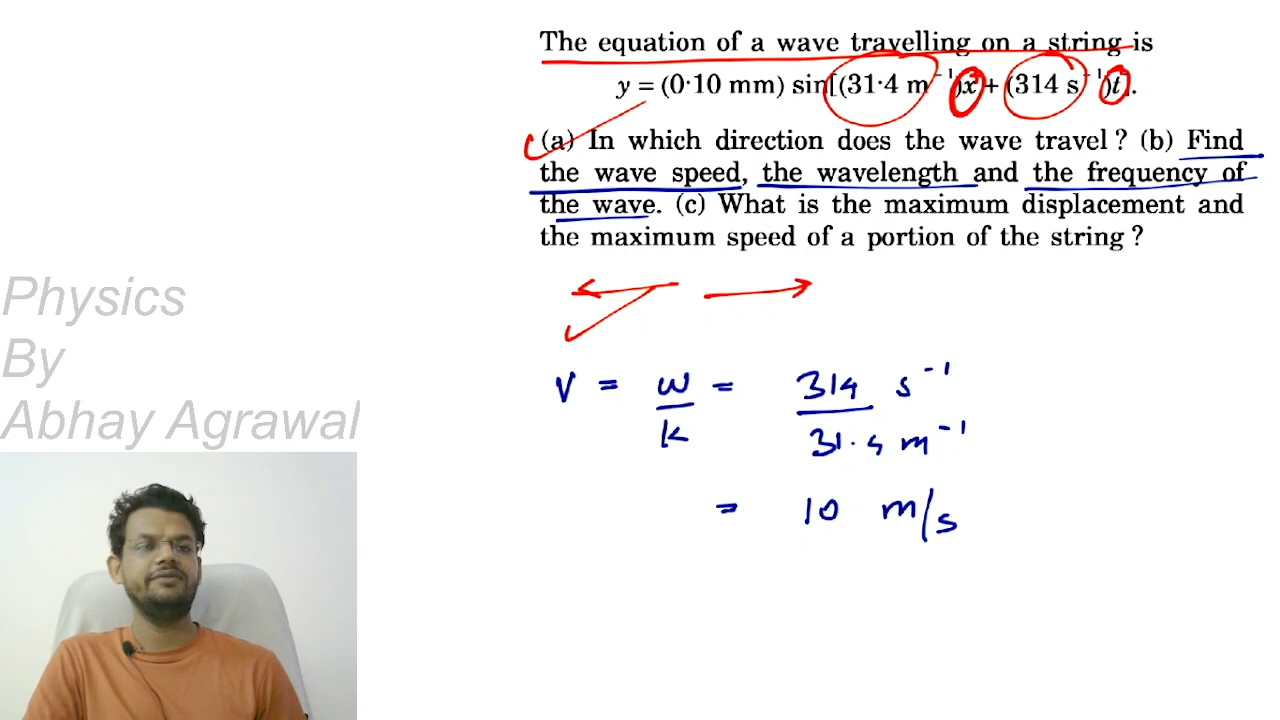 The equation of a wave travelling on a string is
y = (0·10 mm) sin[(31·4 m⁻¹)x + (314 s⁻¹)t].
(a) In which direction does the wave travel ? (b) Find
the wave speed, the wavelength and the frequency of
the wave. (c) What is the maximum displacement and
the maximum speed of a portion of the string ?
Physics
By
Abhay Agrawal
V = ω/k = 314 s⁻¹ / 31.4 m⁻¹
= 10 m/s